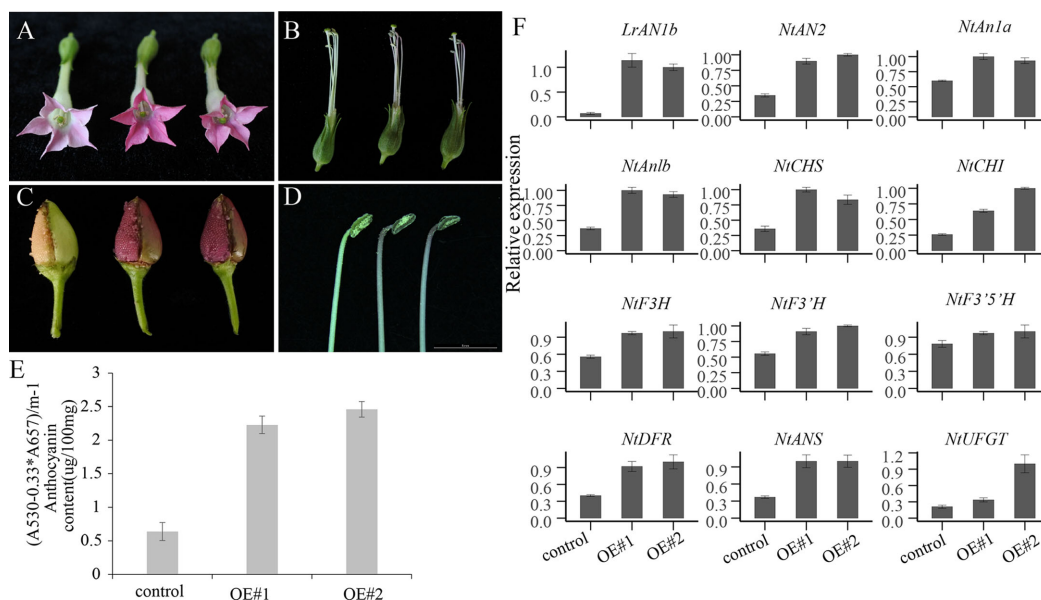 A
B
C
D
E
(A530-0.33*A657)/m-1
Anthocyanin
content(ug/100mg)
3
2.5
2
1.5
1
0.5
0
control
OE#1
OE#2
F
Relative expression
LrAN1b
NtAN2
NtAn1a
1.0
0.5
0.0
1.00
0.75
0.50
0.25
0.00
1.00
0.75
0.50
0.25
0.00
NtAnlb
NtCHS
NtCHI
1.00
0.75
0.50
0.25
0.00
1.00
0.75
0.50
0.25
0.00
1.00
0.75
0.50
0.25
0.00
NtF3H
NtF3’H
NtF3’5’H
0.9
0.6
0.3
0.0
1.00
0.75
0.50
0.25
0.00
0.9
0.6
0.3
0.0
NtDFR
NtANS
NtUFGT
0.9
0.6
0.3
0.0
0.9
0.6
0.3
0.0
1.2
0.9
0.6
0.3
0.0
control
OE#1
OE#2
control
OE#1
OE#2
control
OE#1
OE#2